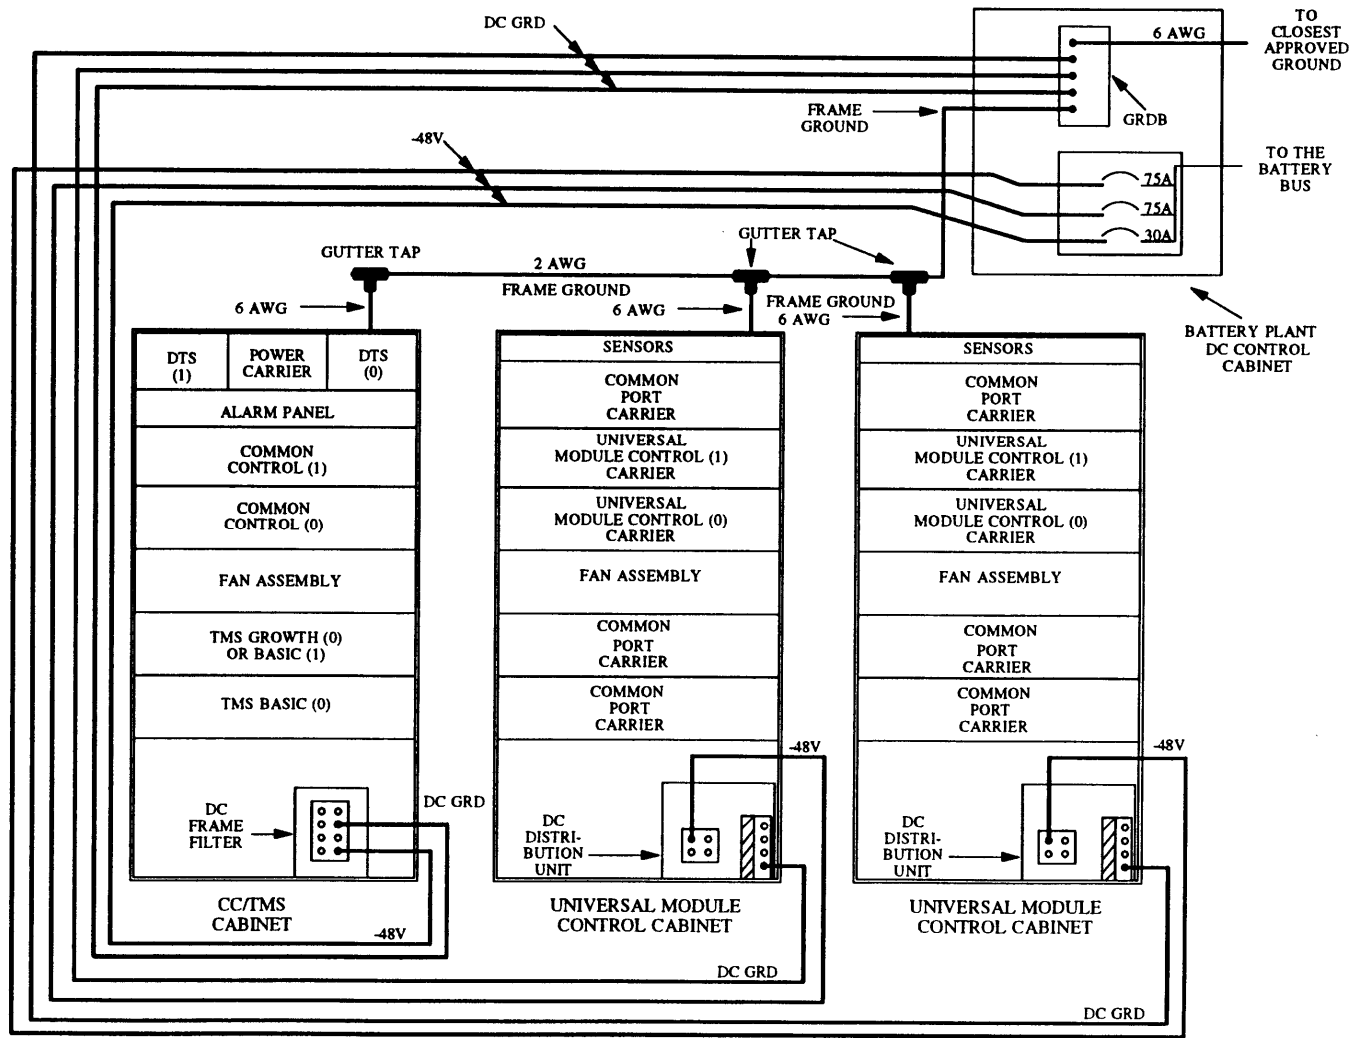 DC GRD
6 AWG
TO
CLOSEST
APPROVED
GROUND
FRAME
GROUND
GRDB
-48V
TO THE
BATTERY
BUS
75A
75A
30A
GUTTER TAP
GUTTER TAP
2 AWG
FRAME GROUND
6 AWG
6 AWG
FRAME GROUND
6 AWG
BATTERY PLANT
DC CONTROL
CABINET
DTS
(1)
POWER
CARRIER
DTS
(0)
ALARM PANEL
COMMON
CONTROL (1)
COMMON
CONTROL (0)
FAN ASSEMBLY
TMS GROWTH (0)
OR BASIC (1)
TMS BASIC (0)
DC
FRAME
FILTER
DC GRD
CC/TMS
CABINET
-48V
SENSORS
COMMON
PORT
CARRIER
UNIVERSAL
MODULE CONTROL (1)
CARRIER
UNIVERSAL
MODULE CONTROL (0)
CARRIER
FAN ASSEMBLY
COMMON
PORT
CARRIER
COMMON
PORT
CARRIER
-48V
DC
DISTRI-
BUTION
UNIT
UNIVERSAL MODULE
CONTROL CABINET
DC GRD
SENSORS
COMMON
PORT
CARRIER
UNIVERSAL
MODULE CONTROL (1)
CARRIER
UNIVERSAL
MODULE CONTROL (0)
CARRIER
FAN ASSEMBLY
COMMON
PORT
CARRIER
COMMON
PORT
CARRIER
-48V
DC
DISTRI-
BUTION
UNIT
UNIVERSAL MODULE
CONTROL CABINET
DC GRD